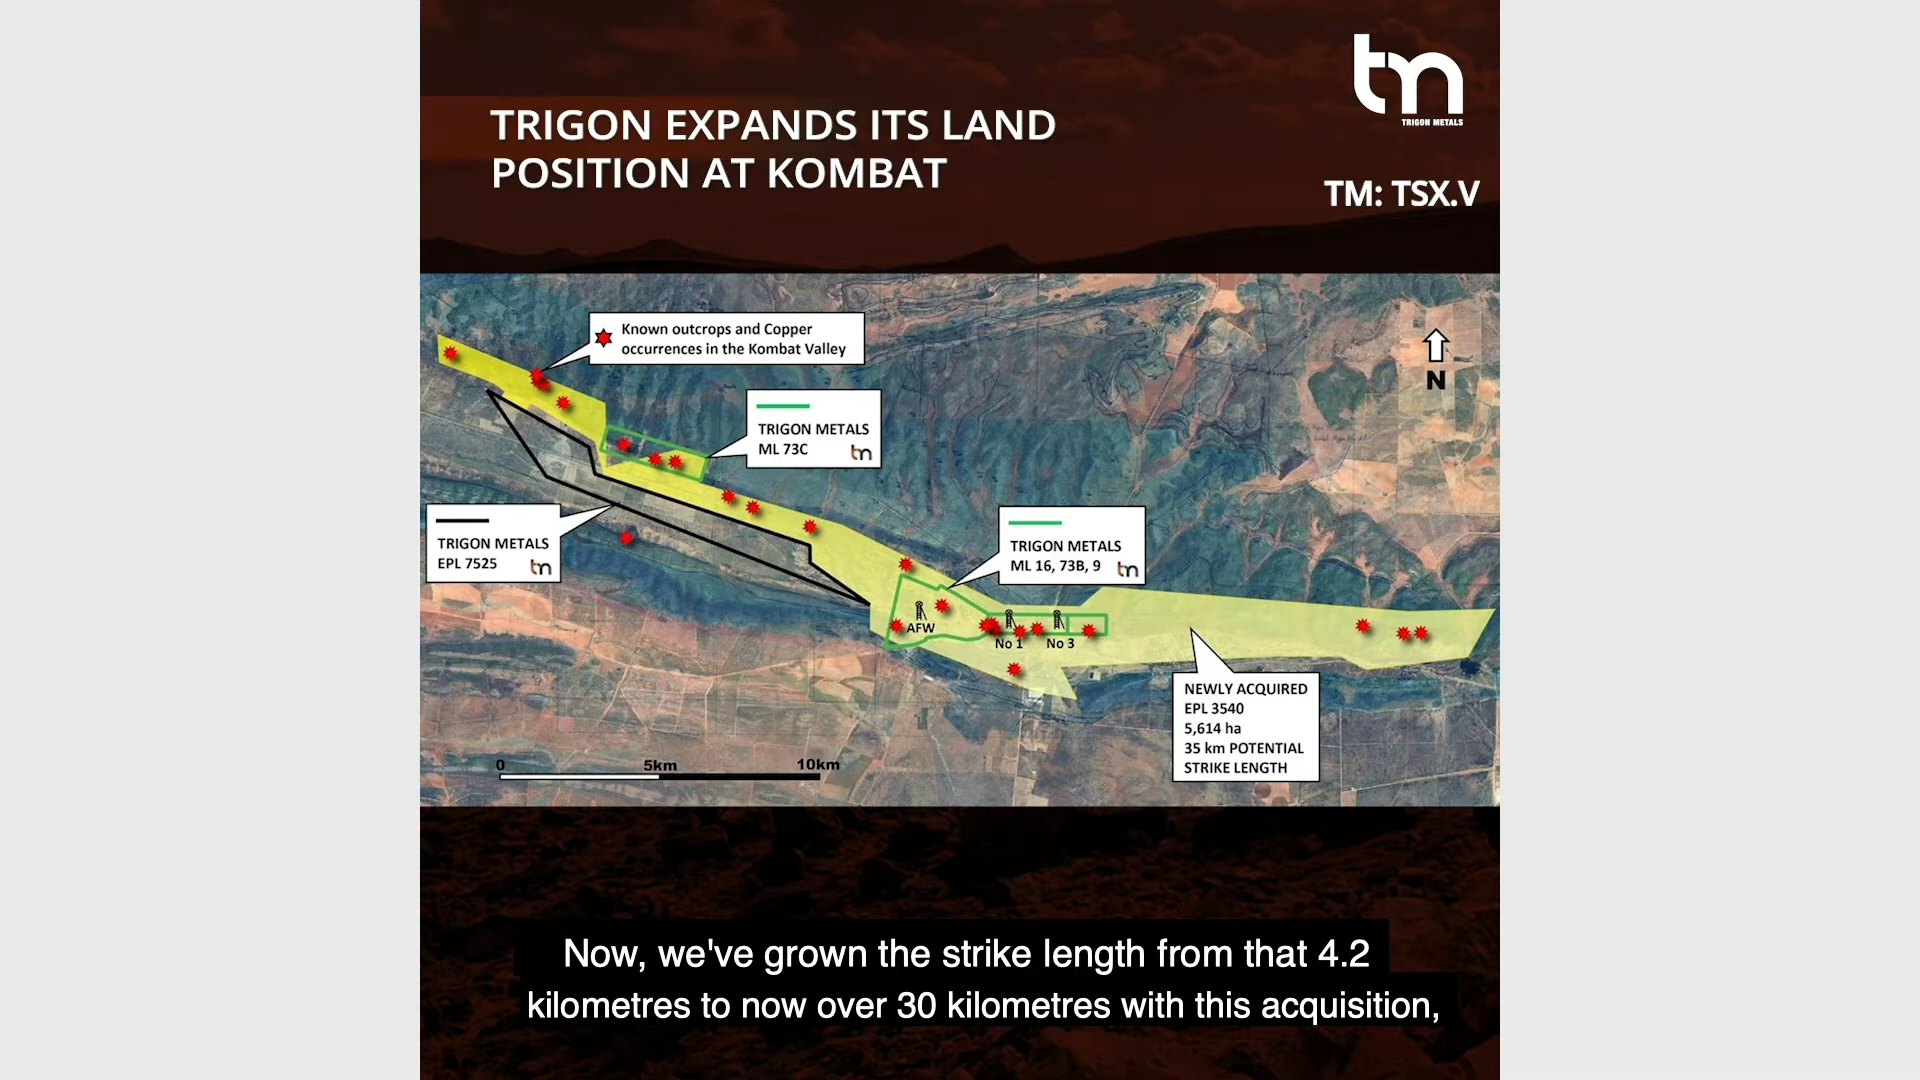 tm
TRIGON METALS
TRIGON EXPANDS ITS LAND
POSITION AT KOMBAT
TM: TSX.V
Known outcrops and Copper
occurrences in the Kombat Valley
N
TRIGON METALS
ML 73C
tm
TRIGON METALS
EPL 7525
tm
TRIGON METALS
ML 16, 73B, 9
tm
AFW
No 1
No 3
NEWLY ACQUIRED
EPL 3540
5,614 ha
35 km POTENTIAL
STRIKE LENGTH
0 5km 10km
Now, we've grown the strike length from that 4.2
kilometres to now over 30 kilometres with this acquisition,